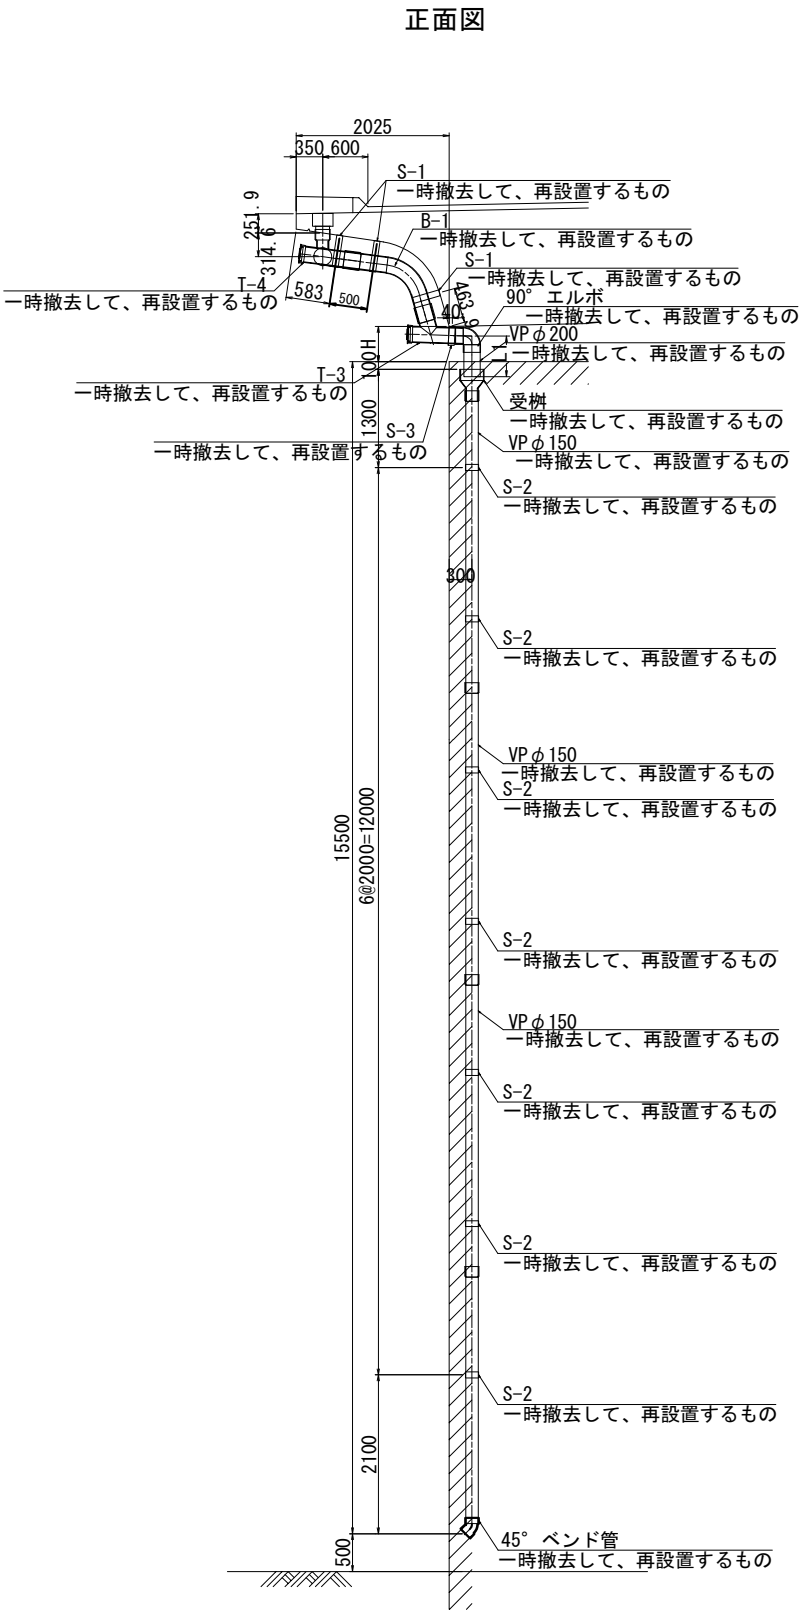 正面図
2025
350 600
S-1
一時撤去して、再設置するもの
251.9
B-1
一時撤去して、再設置するもの
314.6
S-1
一時撤去して、再設置するもの
T-4
一時撤去して、再設置するもの
583
500
463.9
90° エルボ
一時撤去して、再設置するもの
40
VPφ200
一時撤去して、再設置するもの
100H
T-3
一時撤去して、再設置するもの
受桝
一時撤去して、再設置するもの
1300
S-3
一時撤去して、再設置するもの
VPφ150
一時撤去して、再設置するもの
S-2
一時撤去して、再設置するもの
300
S-2
一時撤去して、再設置するもの
VPφ150
一時撤去して、再設置するもの
S-2
一時撤去して、再設置するもの
15500
6@2000=12000
S-2
一時撤去して、再設置するもの
VPφ150
一時撤去して、再設置するもの
S-2
一時撤去して、再設置するもの
S-2
一時撤去して、再設置するもの
S-2
一時撤去して、再設置するもの
2100
45° ベンド管
一時撤去して、再設置するもの
500